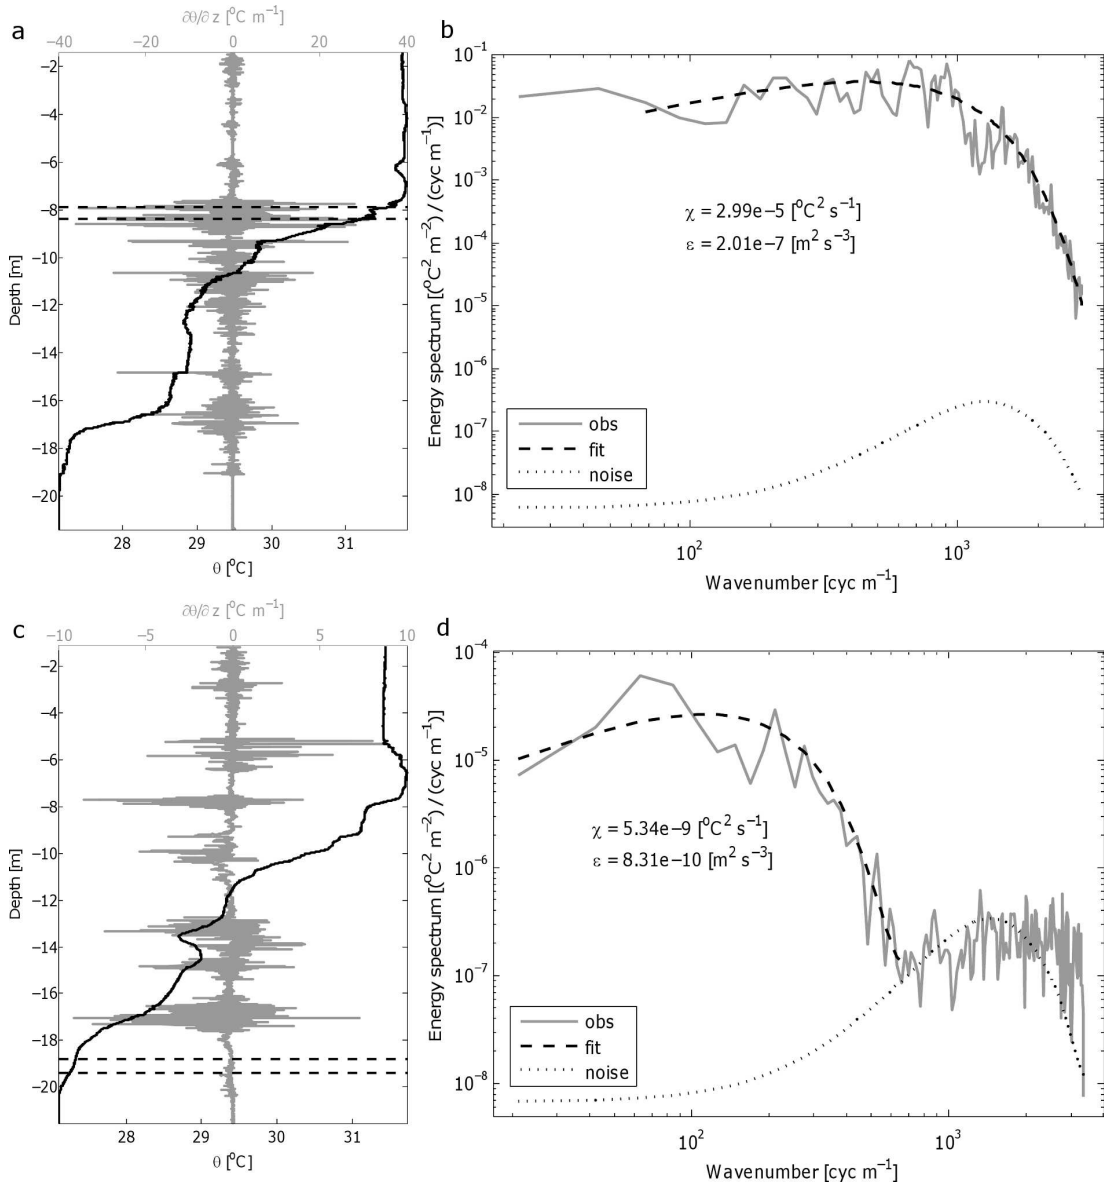 a
∂θ/∂ z [°C m⁻¹]
−40 −20 0 20 40
−2
−4
−6
−8
−10
−12
−14
−16
−18
−20
Depth [m]
28 29 30 31
θ [°C]
b
10⁻¹
10⁻²
10⁻³
10⁻⁴
10⁻⁵
10⁻⁶
10⁻⁷
10⁻⁸
Energy spectrum [(°C² m⁻²) / (cyc m⁻¹)]
χ = 2.99e−5 [°C² s⁻¹]
ε = 2.01e−7 [m² s⁻³]
obs
fit
noise
10² 10³
Wavenumber [cyc m⁻¹]
c
∂θ/∂ z [°C m⁻¹]
−10 −5 0 5 10
−2
−4
−6
−8
−10
−12
−14
−16
−18
−20
Depth [m]
28 29 30 31
θ [°C]
d
10⁻⁴
10⁻⁵
10⁻⁶
10⁻⁷
10⁻⁸
Energy spectrum [(°C² m⁻²) / (cyc m⁻¹)]
χ = 5.34e−9 [°C² s⁻¹]
ε = 8.31e−10 [m² s⁻³]
obs
fit
noise
10² 10³
Wavenumber [cyc m⁻¹]